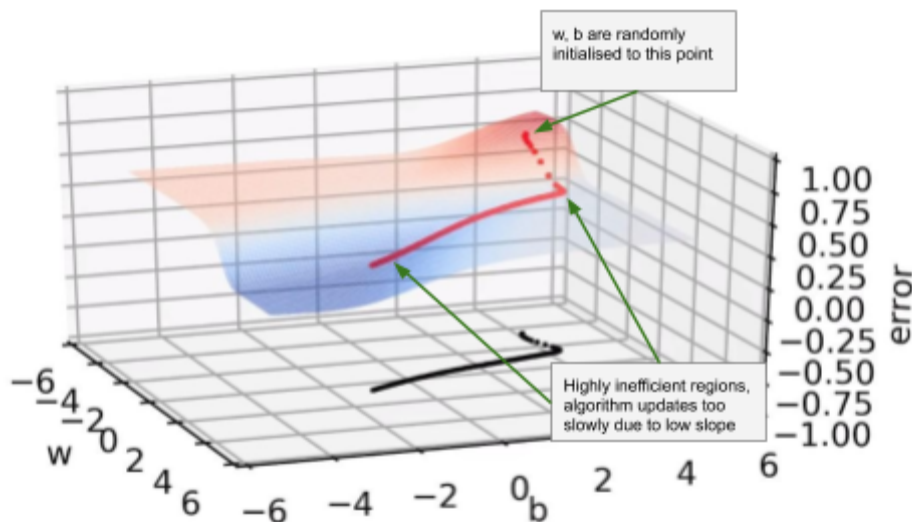 w, b are randomly
initialised to this point
1.00
0.75
0.50
0.25
0.00
−0.25
−0.50
−0.75
−1.00
error
Highly inefficient regions,
algorithm updates too
slowly due to low slope
−6
−4
−2
0
2
4
6
w
−6
−4
−2
0
2
4
6
b